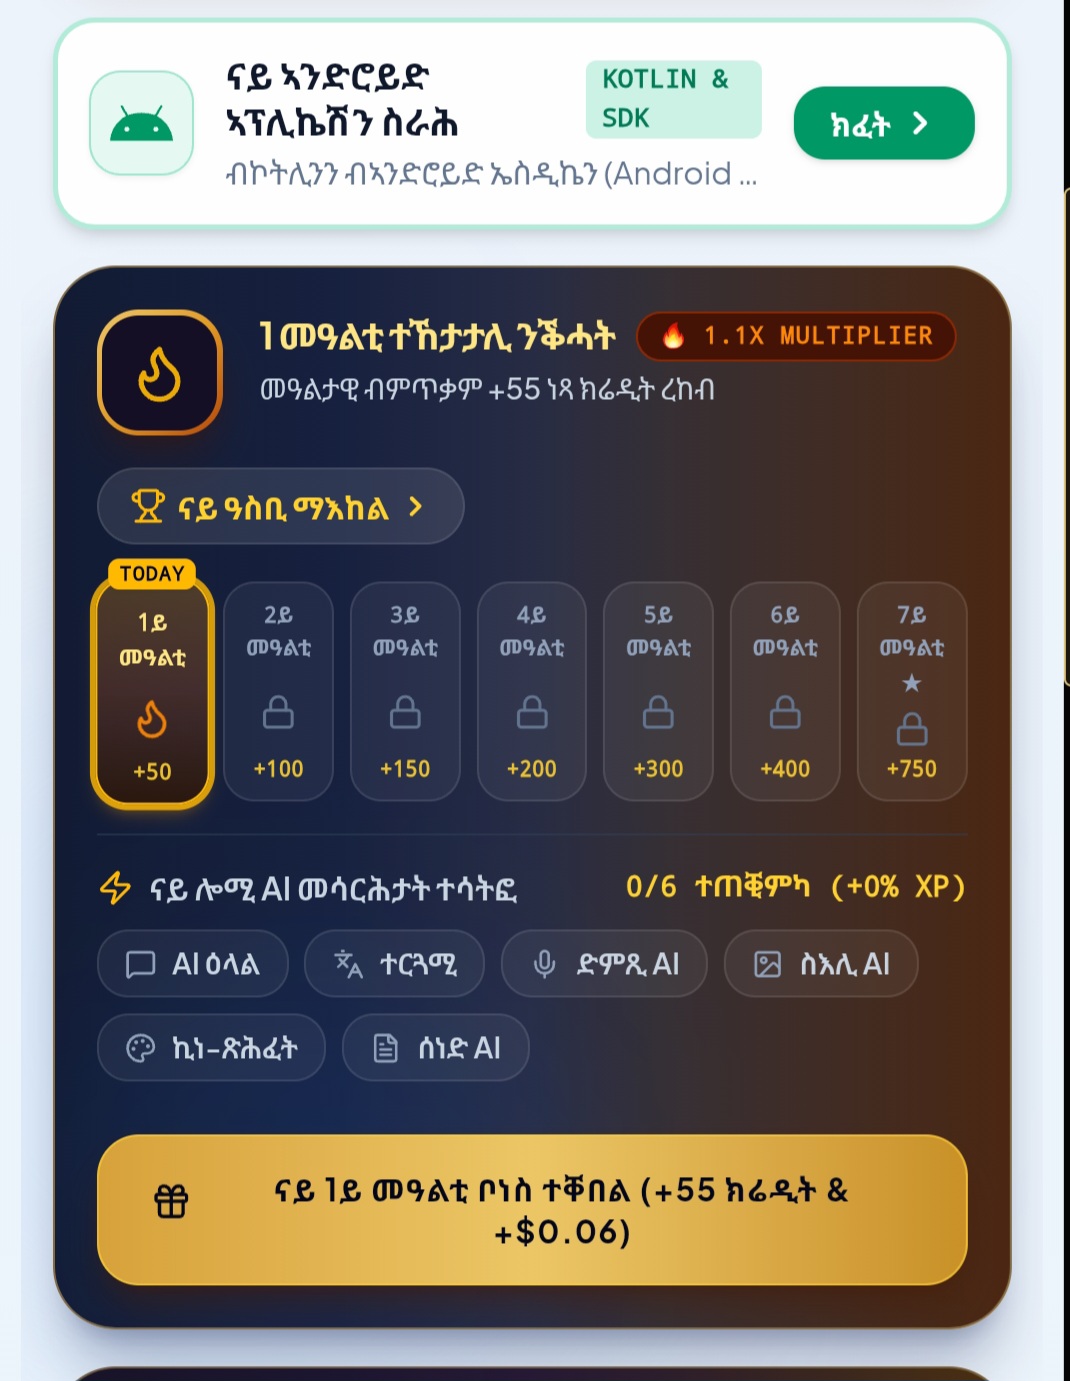 ናይ ኣንድሮይድ
ኣፕሊኬሽን ስራሕ
KOTLIN &
SDK
ብኮትሊንን ብኣንድሮይድ ኤስዲኬን (Android ...
ክፈት
1 መዓልቲ ተኸታታሊ ንቕሓት
🔥 1.1X MULTIPLIER
መዓልታዊ ብምጥቃም +55 ነጻ ክሬዲት ረከብ
ናይ ዓስቢ ማእከል
TODAY
1ይ
መዓልቲ
+50
2ይ
መዓልቲ
+100
3ይ
መዓልቲ
+150
4ይ
መዓልቲ
+200
5ይ
መዓልቲ
+300
6ይ
መዓልቲ
+400
7ይ
መዓልቲ
★
+750
ናይ ሎሚ AI መሳርሕታት ተሳትፎ
0/6 ተጠቒምካ (+0% XP)
AI ዕላል
ተርጓሚ
ድምጺ AI
ስእሊ AI
ኪነ-ጽሕፈት
ሰነድ AI
ናይ 1ይ መዓልቲ ቦነስ ተቐበል (+55 ክሬዲት &
+$0.06)